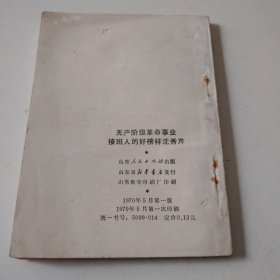 无产阶级革命事业
接班人的好榜样沈秀芹
山东人民出版社出版
山东省新华书店发行
山东新华印刷厂印刷
1970年5月第一版
1970年5月第一次印刷
统一书号：5099·014 定价0.13元